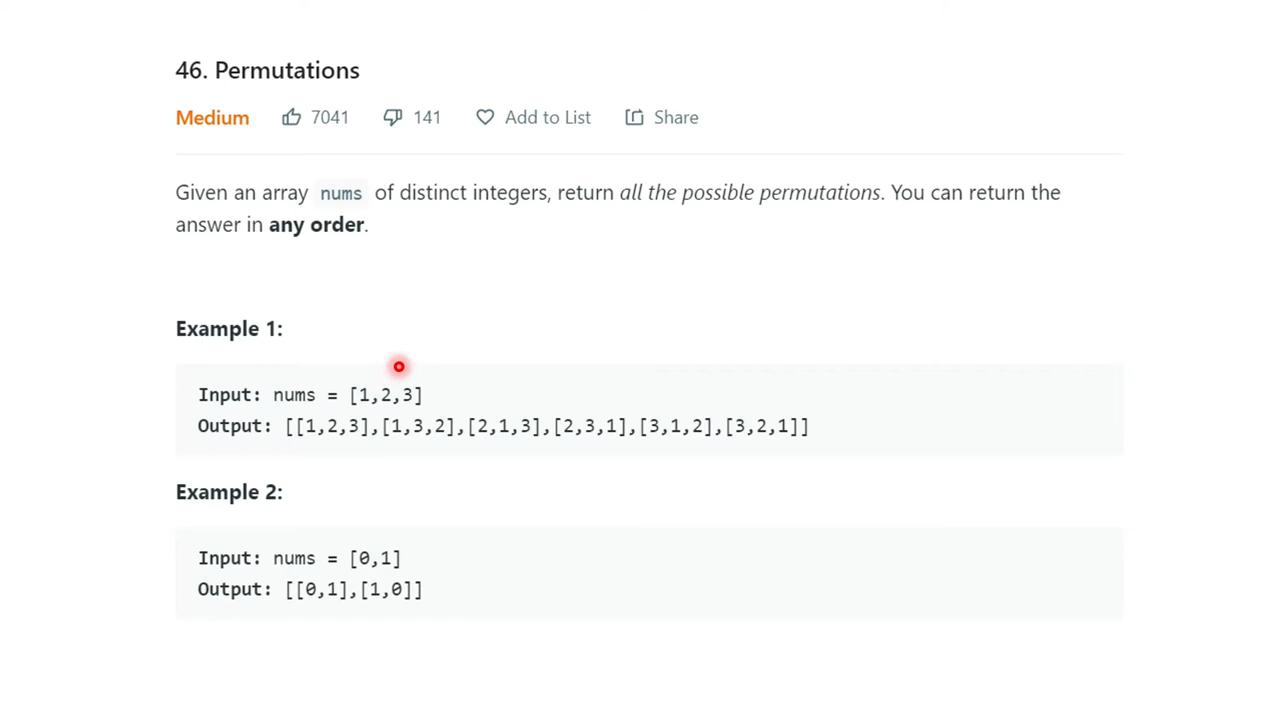 46. Permutations
Medium 7041 141 Add to List Share
Given an array nums of distinct integers, return all the possible permutations. You can return the
answer in any order.
Example 1:
Input: nums = [1,2,3]
Output: [[1,2,3],[1,3,2],[2,1,3],[2,3,1],[3,1,2],[3,2,1]]
Example 2:
Input: nums = [0,1]
Output: [[0,1],[1,0]]